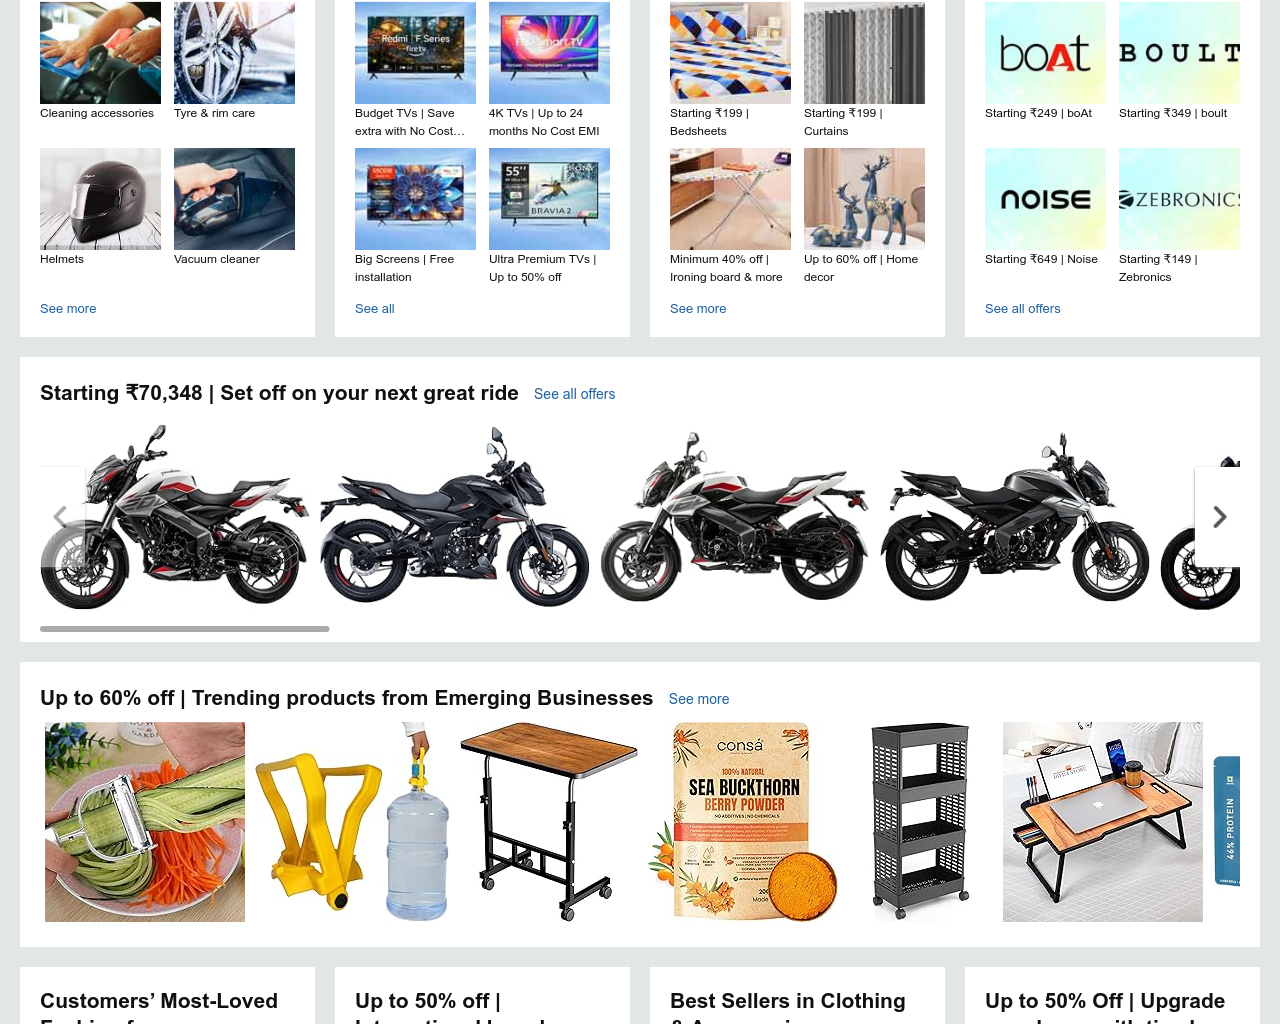 Redmi | F Series
firetv
Smart TV
boAt
BOULT
Cleaning accessories
Tyre & rim care
Budget TVs | Save
extra with No Cost…
4K TVs | Up to 24
months No Cost EMI
Starting ₹199 |
Bedsheets
Starting ₹199 |
Curtains
Starting ₹249 | boAt
Starting ₹349 | boult
55"
SONY
BRAVIA 2
NOISE
ZEBRONICS
Helmets
Vacuum cleaner
Big Screens | Free
installation
Ultra Premium TVs |
Up to 50% off
Minimum 40% off |
Ironing board & more
Up to 60% off | Home
decor
Starting ₹649 | Noise
Starting ₹149 |
Zebronics
See more
See all
See more
See all offers
Starting ₹70,348 | Set off on your next great ride
See all offers
Up to 60% off | Trending products from Emerging Businesses
See more
consá
100% NATURAL
SEA BUCKTHORN
BERRY POWDER
NO ADDITIVES | NO CHEMICALS
46% PROTEIN
Customers’ Most-Loved
Up to 50% off |
Best Sellers in Clothing
Up to 50% Off | Upgrade